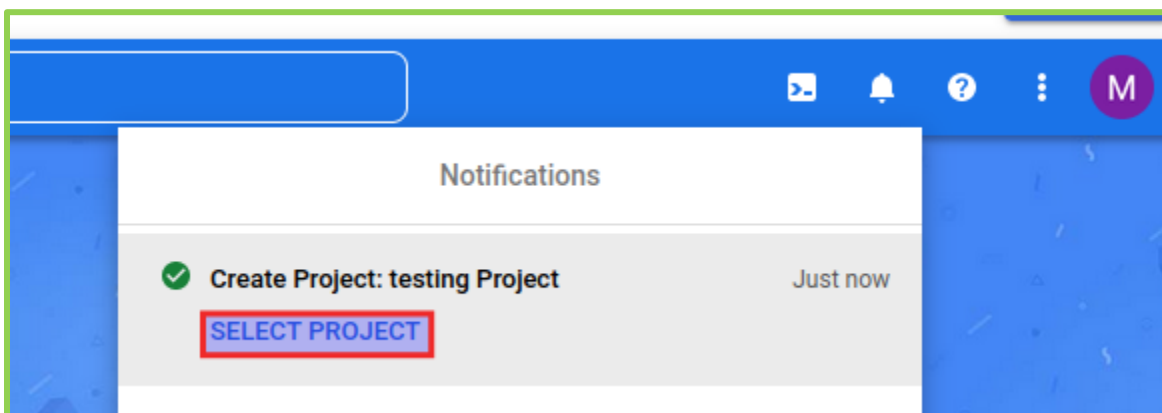 M
Notifications
Create Project: testing Project Just now
SELECT PROJECT